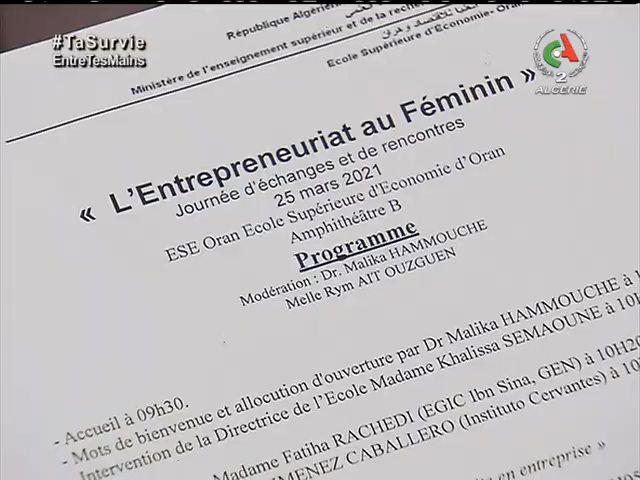 #TaSurvie
EntreTesMains
2
ALGERIE
République Algérienne
Ministère de l'enseignement supérieur et de la
Ecole Supérieure d'Economie- Oran
« L'Entrepreneuriat au Féminin »
Journée d'échanges et de rencontres
25 mars 2021
ESE Oran Ecole Supérieure d'Economie d'Oran
Amphithéâtre B
Programme
Modération : Dr. Malika HAMMOUCHE
Melle Rym AIT OUZGUEN
- Accueil à 09h30.
- Mots de bienvenue et allocution d'ouverture par Dr Malika HAMMOUCHE à
- Intervention de la Directrice de l'Ecole Madame Khalissa SEMAOUNE à
Madame Fatiha RACHEDI (EGIC Ibn Sina, GEN) à 10H20
CABALLERO (Instituto Cervantes) à
en entreprise »